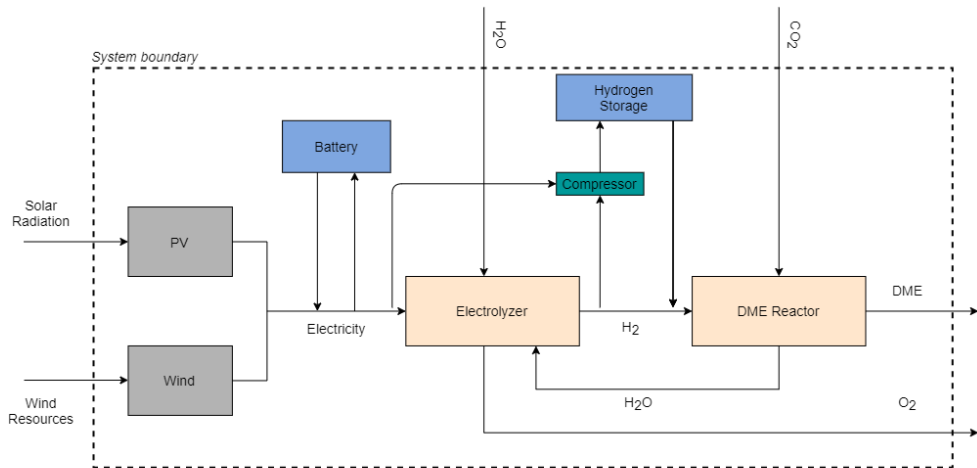 H₂O
CO₂
System boundary
Hydrogen
Storage
Battery
Compressor
Solar
Radiation
PV
Electrolyzer
DME Reactor
DME
Electricity
H₂
Wind
Wind
Resources
H₂O
O₂